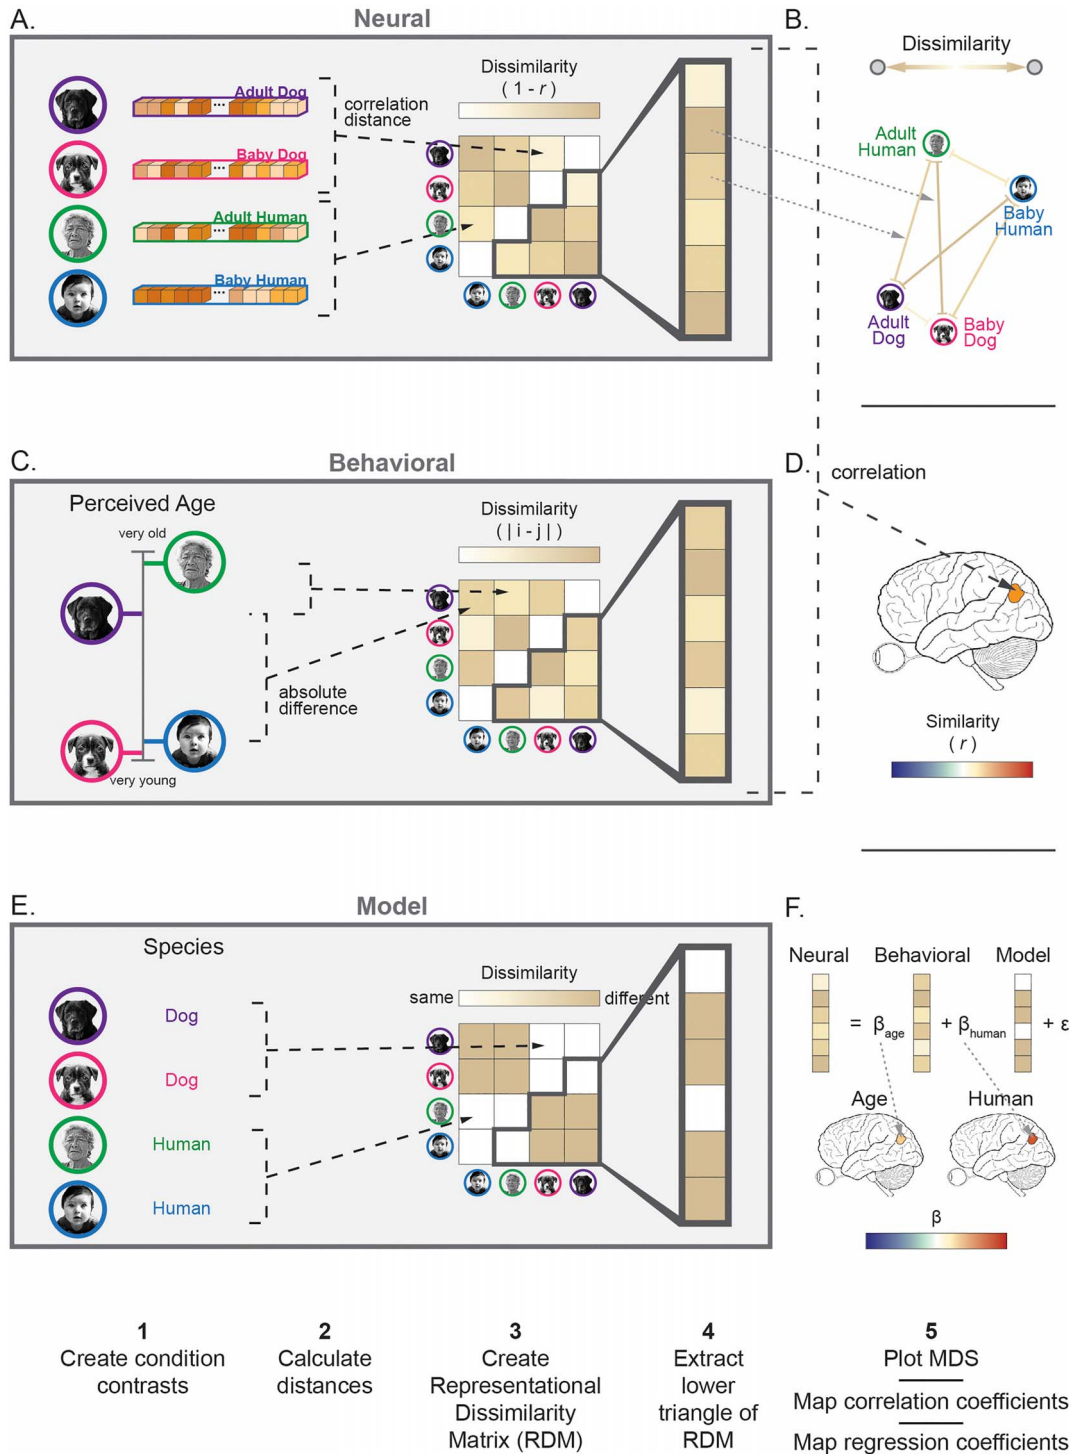 A.
Neural
Adult Dog
Baby Dog
Adult Human
Baby Human
correlation
distance
Dissimilarity
( 1 - r )
B.
Dissimilarity
Adult
Human
Baby
Human
Adult
Dog
Baby
Dog
C.
Behavioral
Perceived Age
very old
very young
absolute
difference
Dissimilarity
( | i - j | )
D.
correlation
Similarity
( r )
E.
Model
Species
Dog
Dog
Human
Human
Dissimilarity
same
different
F.
Neural Behavioral Model
= βage + βhuman + ε
Age Human
β
1
Create condition
contrasts
2
Calculate
distances
3
Create
Representational
Dissimilarity
Matrix (RDM)
4
Extract
lower
triangle of
RDM
5
Plot MDS
Map correlation coefficients
Map regression coefficients